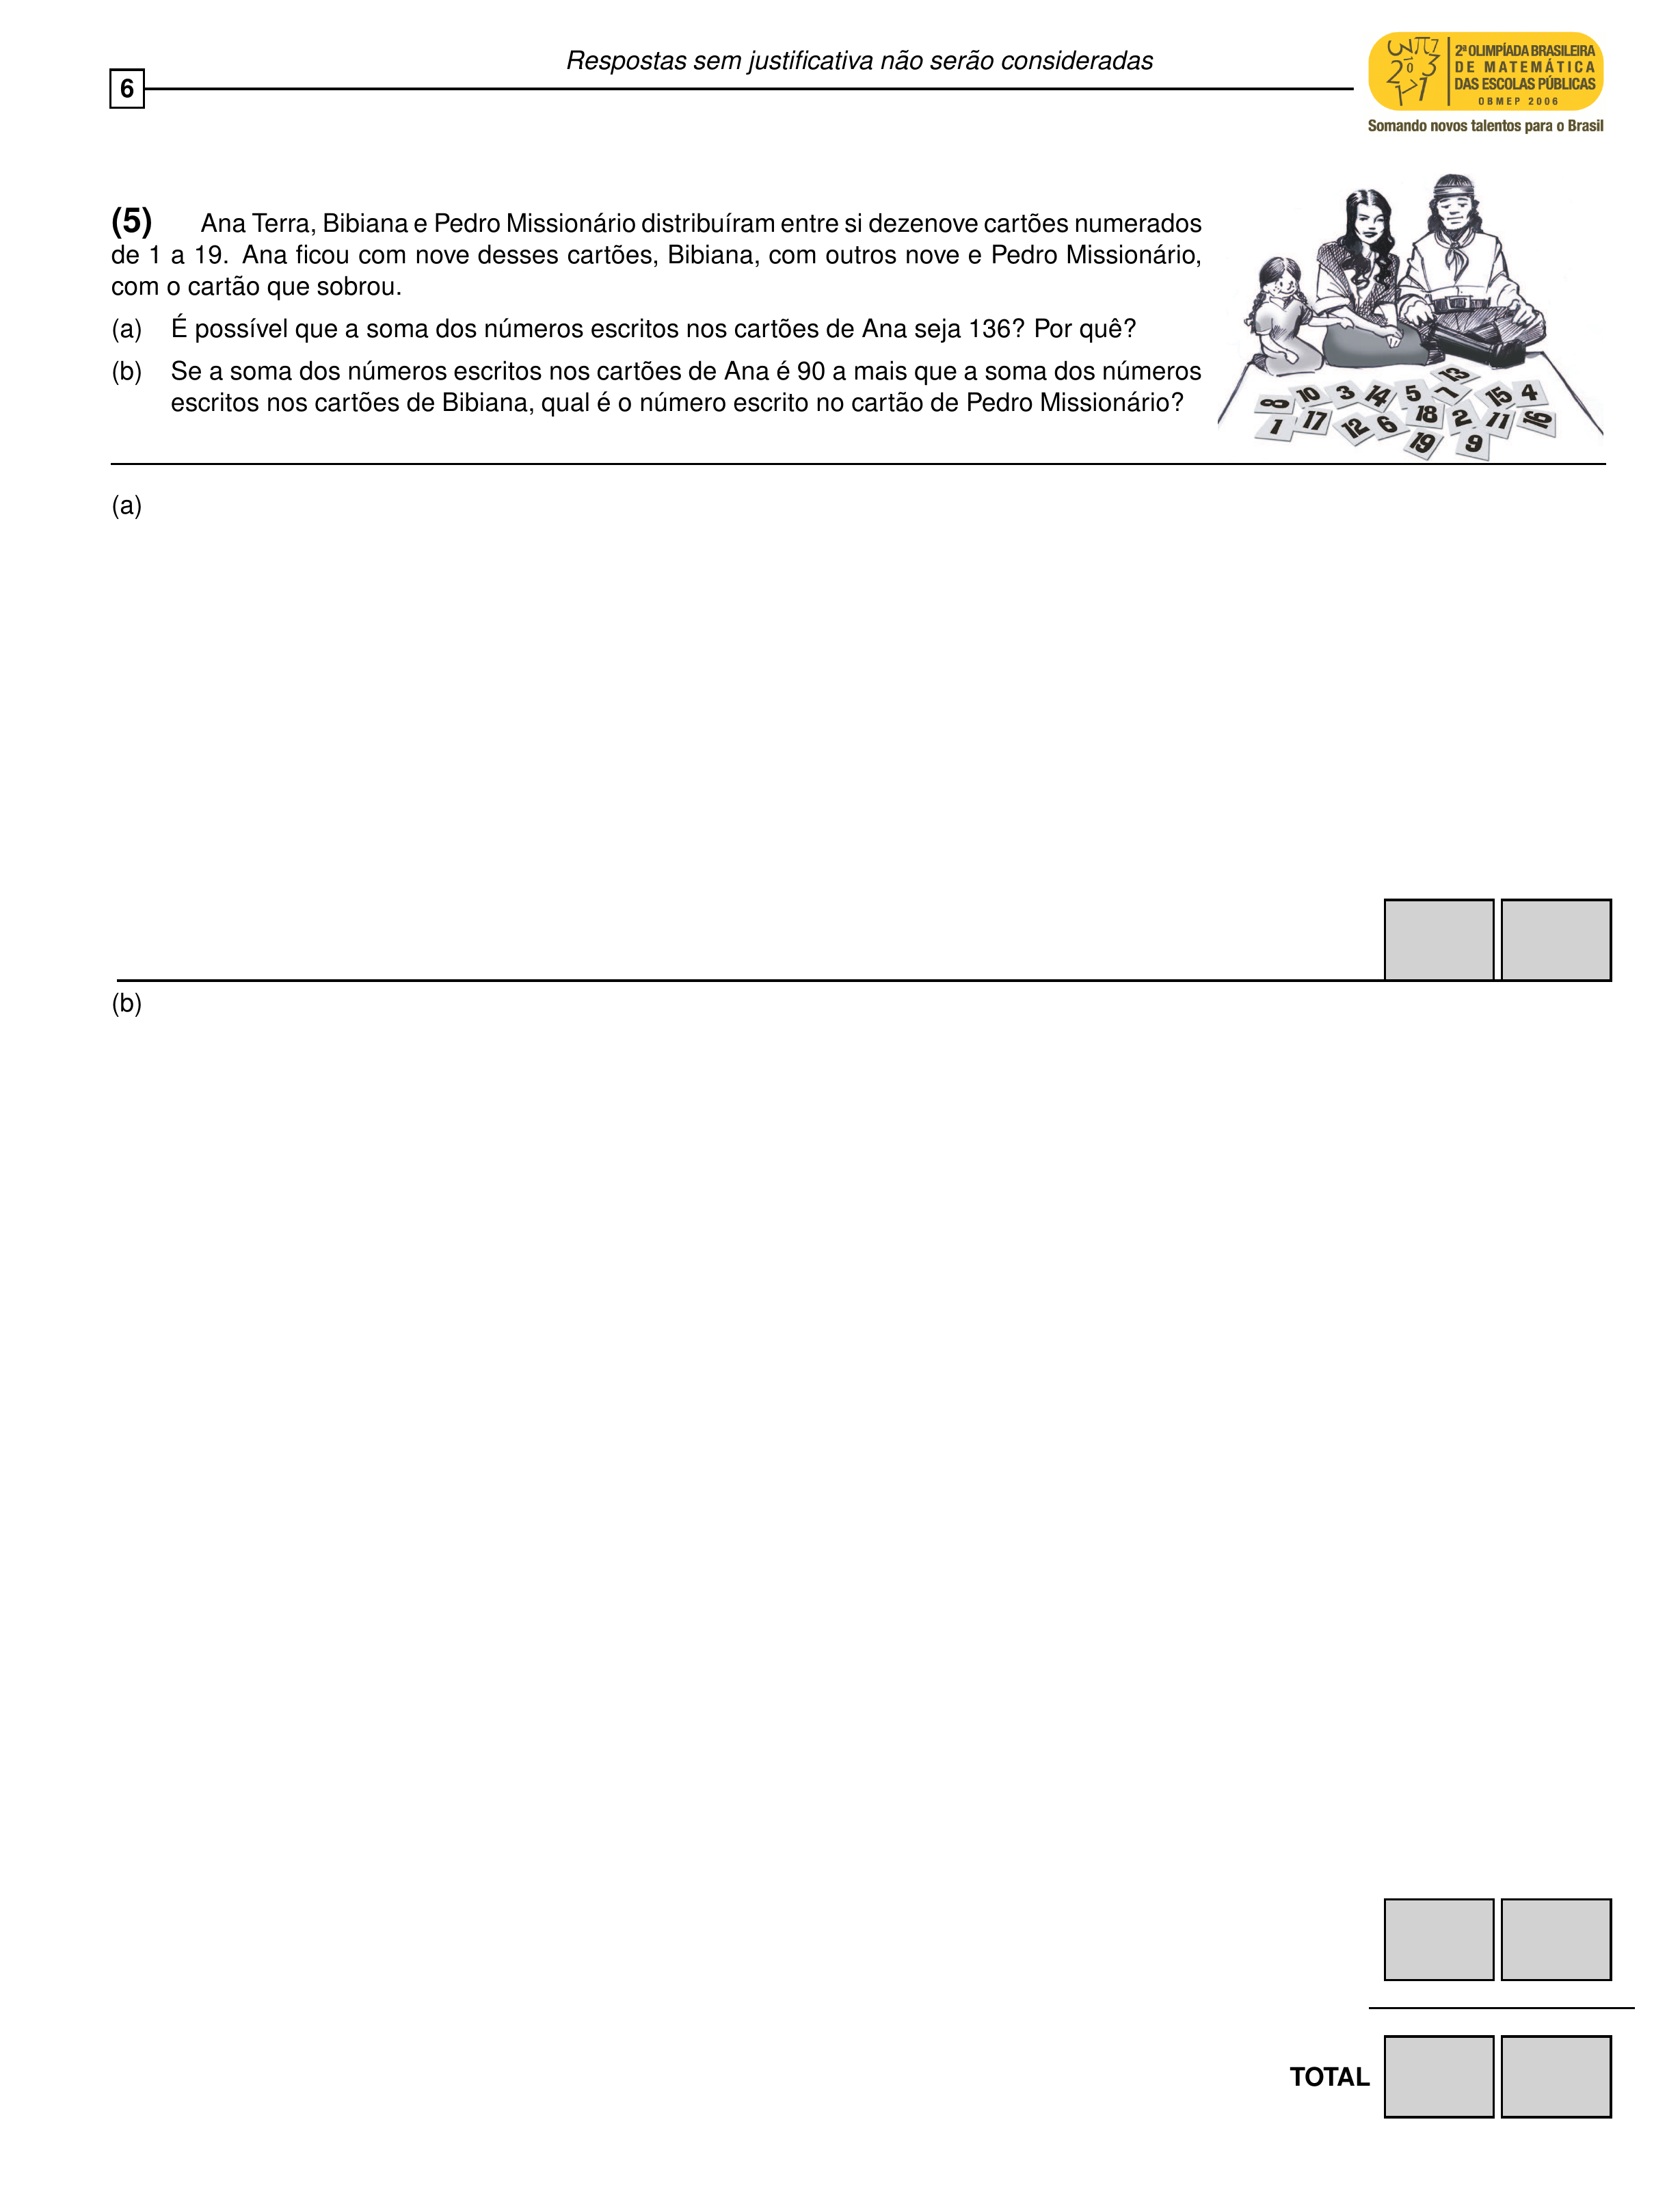 Respostas sem justificativa não serão consideradas
6
2ª OLIMPÍADA BRASILEIRA
DE MATEMÁTICA
DAS ESCOLAS PÚBLICAS
OBMEP 2006
Somando novos talentos para o Brasil
(5) Ana Terra, Bibiana e Pedro Missionário distribuíram entre si dezenove cartões numerados
de 1 a 19. Ana ficou com nove desses cartões, Bibiana, com outros nove e Pedro Missionário,
com o cartão que sobrou.
(a) É possível que a soma dos números escritos nos cartões de Ana seja 136? Por quê?
(b) Se a soma dos números escritos nos cartões de Ana é 90 a mais que a soma dos números
escritos nos cartões de Bibiana, qual é o número escrito no cartão de Pedro Missionário?
8 10 3 14 5 7 13 15 4
1 17 12 6 18 2 11 16
19 9
(a)
(b)
TOTAL